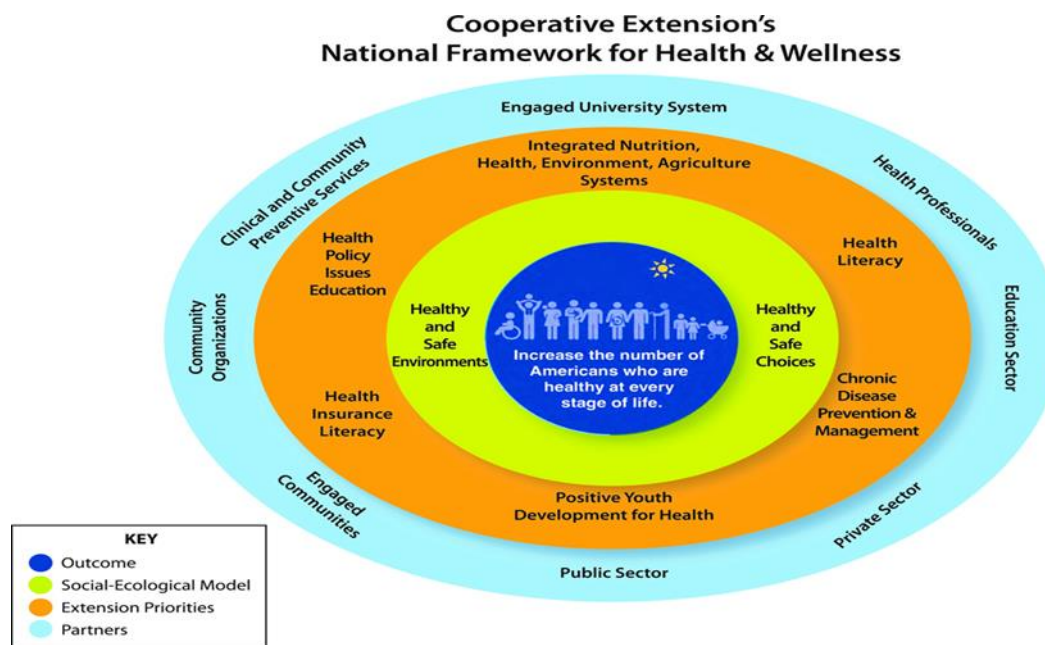 Cooperative Extension's
National Framework for Health & Wellness
Engaged University System
Clinical and Community
Preventive Services
Health Professionals
Community
Organizations
Education Sector
Engaged
Communities
Private Sector
Public Sector
Integrated Nutrition,
Health, Environment, Agriculture
Systems
Health
Policy
Issues
Education
Health
Literacy
Health
Insurance
Literacy
Chronic
Disease
Prevention &
Management
Positive Youth
Development for Health
Healthy
and
Safe
Environments
Healthy
and
Safe
Choices
Increase the number of
Americans who are
healthy at every
stage of life.
KEY
Outcome
Social-Ecological Model
Extension Priorities
Partners